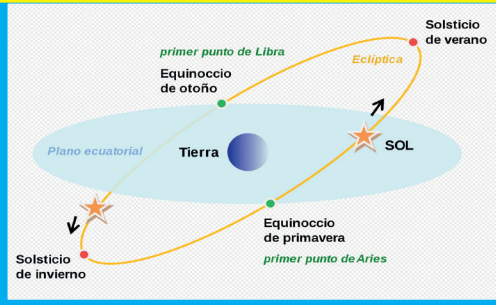 Solsticio
de verano
primer punto de Libra
Eclíptica
Equinoccio
de otoño
Plano ecuatorial
Tierra
SOL
Equinoccio
de primavera
primer punto de Aries
Solsticio
de invierno